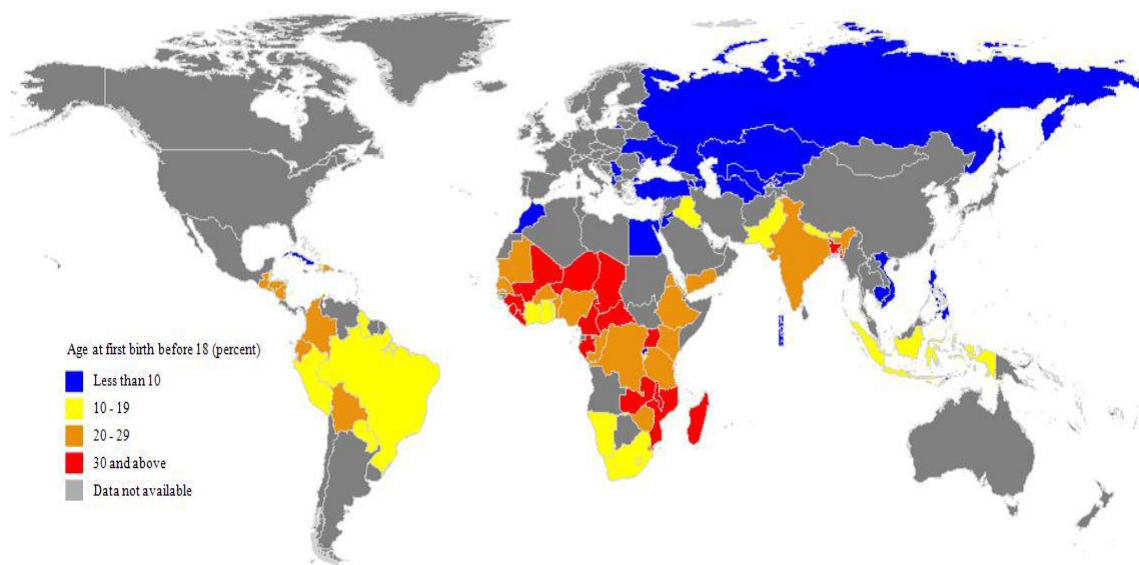 Age at first birth before 18 (percent)
Less than 10
10 - 19
20 - 29
30 and above
Data not available